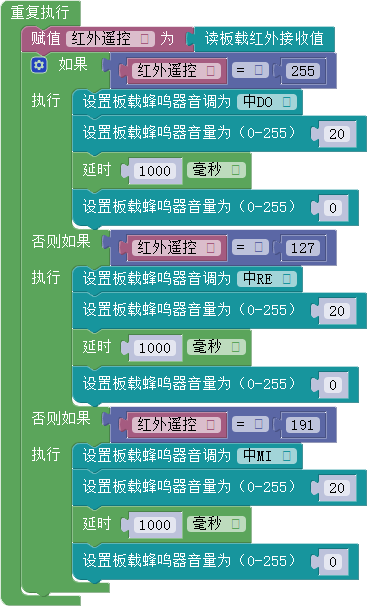 重复执行
赋值 红外遥控 为 读板载红外接收值
如果 红外遥控 = 255
执行 设置板载蜂鸣器音调为 中DO
设置板载蜂鸣器音量为（0-255） 20
延时 1000 毫秒
设置板载蜂鸣器音量为（0-255） 0
否则如果 红外遥控 = 127
执行 设置板载蜂鸣器音调为 中RE
设置板载蜂鸣器音量为（0-255） 20
延时 1000 毫秒
设置板载蜂鸣器音量为（0-255） 0
否则如果 红外遥控 = 191
执行 设置板载蜂鸣器音调为 中MI
设置板载蜂鸣器音量为（0-255） 20
延时 1000 毫秒
设置板载蜂鸣器音量为（0-255） 0